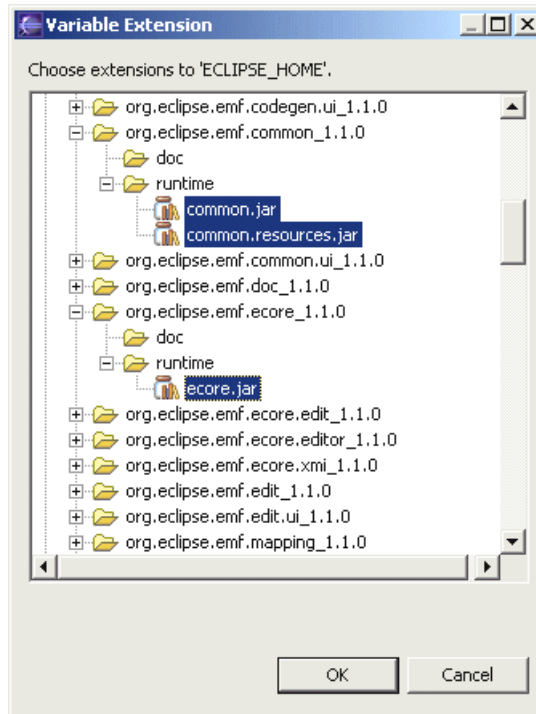 Variable Extension
Choose extensions to 'ECLIPSE_HOME'.
org.eclipse.emf.codegen.ui_1.1.0
org.eclipse.emf.common_1.1.0
doc
runtime
common.jar
common.resources.jar
org.eclipse.emf.common.ui_1.1.0
org.eclipse.emf.doc_1.1.0
org.eclipse.emf.ecore_1.1.0
doc
runtime
ecore.jar
org.eclipse.emf.ecore.edit_1.1.0
org.eclipse.emf.ecore.editor_1.1.0
org.eclipse.emf.ecore.xmi_1.1.0
org.eclipse.emf.edit_1.1.0
org.eclipse.emf.edit.ui_1.1.0
org.eclipse.emf.mapping_1.1.0
OK Cancel